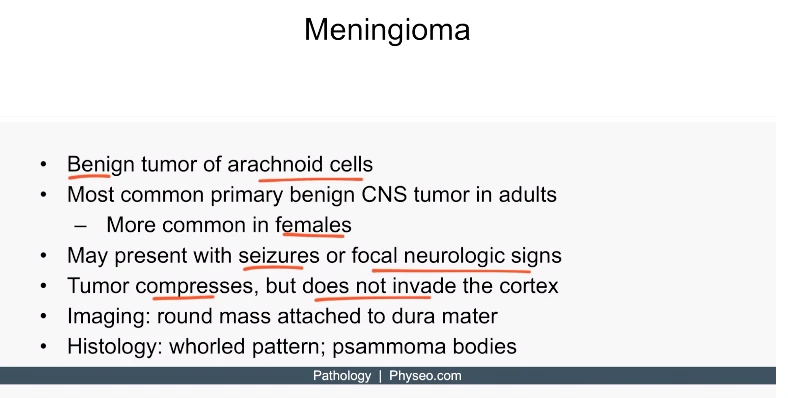 Meningioma
• Benign tumor of arachnoid cells
• Most common primary benign CNS tumor in adults
– More common in females
• May present with seizures or focal neurologic signs
• Tumor compresses, but does not invade the cortex
• Imaging: round mass attached to dura mater
• Histology: whorled pattern; psammoma bodies
Pathology | Physeo.com